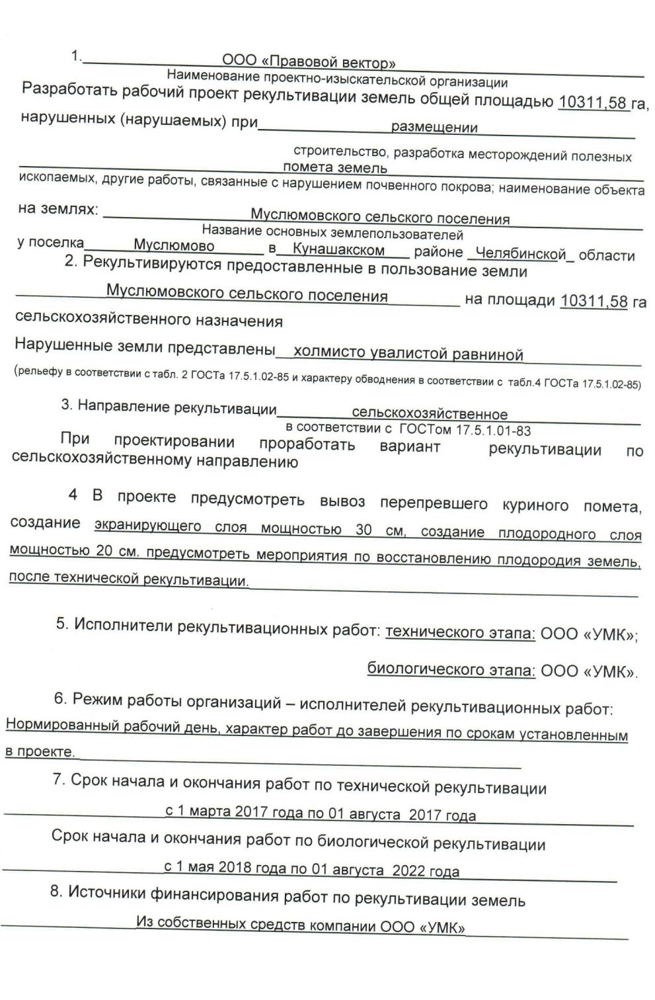 1. ООО «Правовой вектор»
Наименование проектно-изыскательской организации
Разработать рабочий проект рекультивации земель общей площадью 10311,58 га,
нарушенных (нарушаемых) при размещении
строительство, разработка месторождений полезных
помета земель
ископаемых, другие работы, связанные с нарушением почвенного покрова; наименование объекта
на землях: Муслюмовского сельского поселения
Название основных землепользователей
у поселка Муслюмово в Кунашакском районе Челябинской области
2. Рекультивируются предоставленные в пользование земли
Муслюмовского сельского поселения на площади 10311,58 га
сельскохозяйственного назначения
Нарушенные земли представлены холмисто увалистой равниной
(рельефу в соответствии с табл. 2 ГОСТа 17.5.1.02-85 и характеру обводнения в соответствии с табл.4 ГОСТа 17.5.1.02-85)
3. Направление рекультивации сельскохозяйственное
в соответствии с ГОСТом 17.5.1.01-83
При проектировании проработать вариант рекультивации по
сельскохозяйственному направлению
4 В проекте предусмотреть вывоз перепревшего куриного помета,
создание экранирующего слоя мощностью 30 см, создание плодородного слоя
мощностью 20 см. предусмотреть мероприятия по восстановлению плодородия земель,
после технической рекультивации.
5. Исполнители рекультивационных работ: технического этапа: ООО «УМК»;
биологического этапа: ООО «УМК».
6. Режим работы организаций – исполнителей рекультивационных работ:
Нормированный рабочий день, характер работ до завершения по срокам установленным
в проекте.
7. Срок начала и окончания работ по технической рекультивации
с 1 марта 2017 года по 01 августа 2017 года
Срок начала и окончания работ по биологической рекультивации
с 1 мая 2018 года по 01 августа 2022 года
8. Источники финансирования работ по рекультивации земель
Из собственных средств компании ООО «УМК»